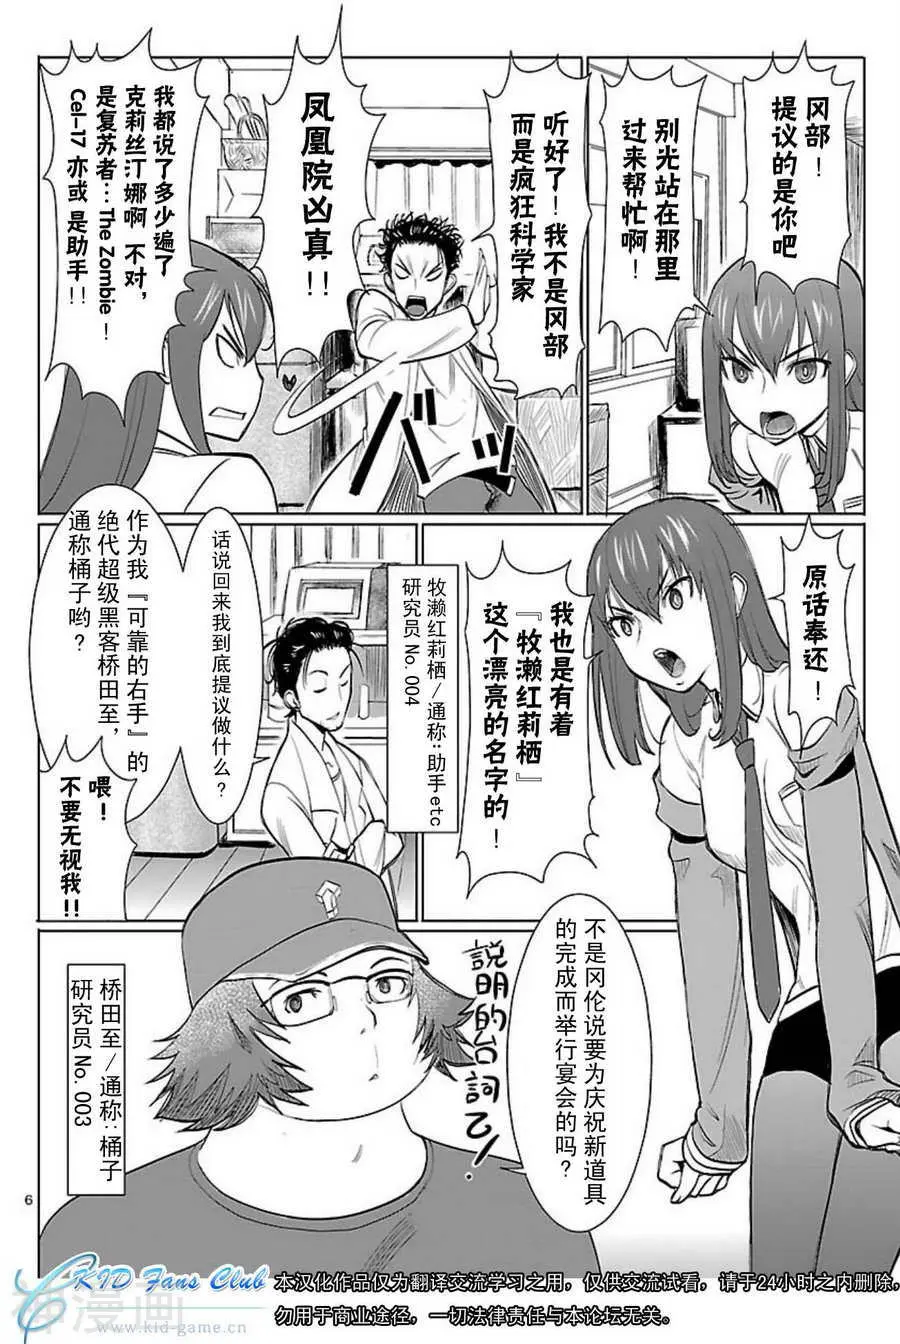 冈部！
提议的是你吧
别光站在那里
过来帮忙啊！
听好了！我不是冈部
而是疯狂科学家
凤凰院凶真！！
我都说了多少遍了
克莉丝汀娜啊 不对，
是复苏者… The Zombie！
Cel-17 亦或 是助手！！
原话奉还！
我也是有着
『牧濑红莉栖』
这个漂亮的名字的！
牧濑红莉栖/通称：助手etc
研究员No. 004
话说回来我到底提议做什么？
作为我『可靠的右手』的
绝代超级黑客桥田至，
通称桶子哟？
喂！
不要无视我!!
不是冈伦说要为庆祝新道具
的完成而举行宴会的吗？
説明的台詞乙！
桥田至/通称：桶子
研究员No. 003
6
KID Fans Club
www.kid-game.cn
本汉化作品仅为翻译交流学习之用，仅供交流试看，请于24小时之内删除，
勿用于商业途径，一切法律责任与本论坛无关。